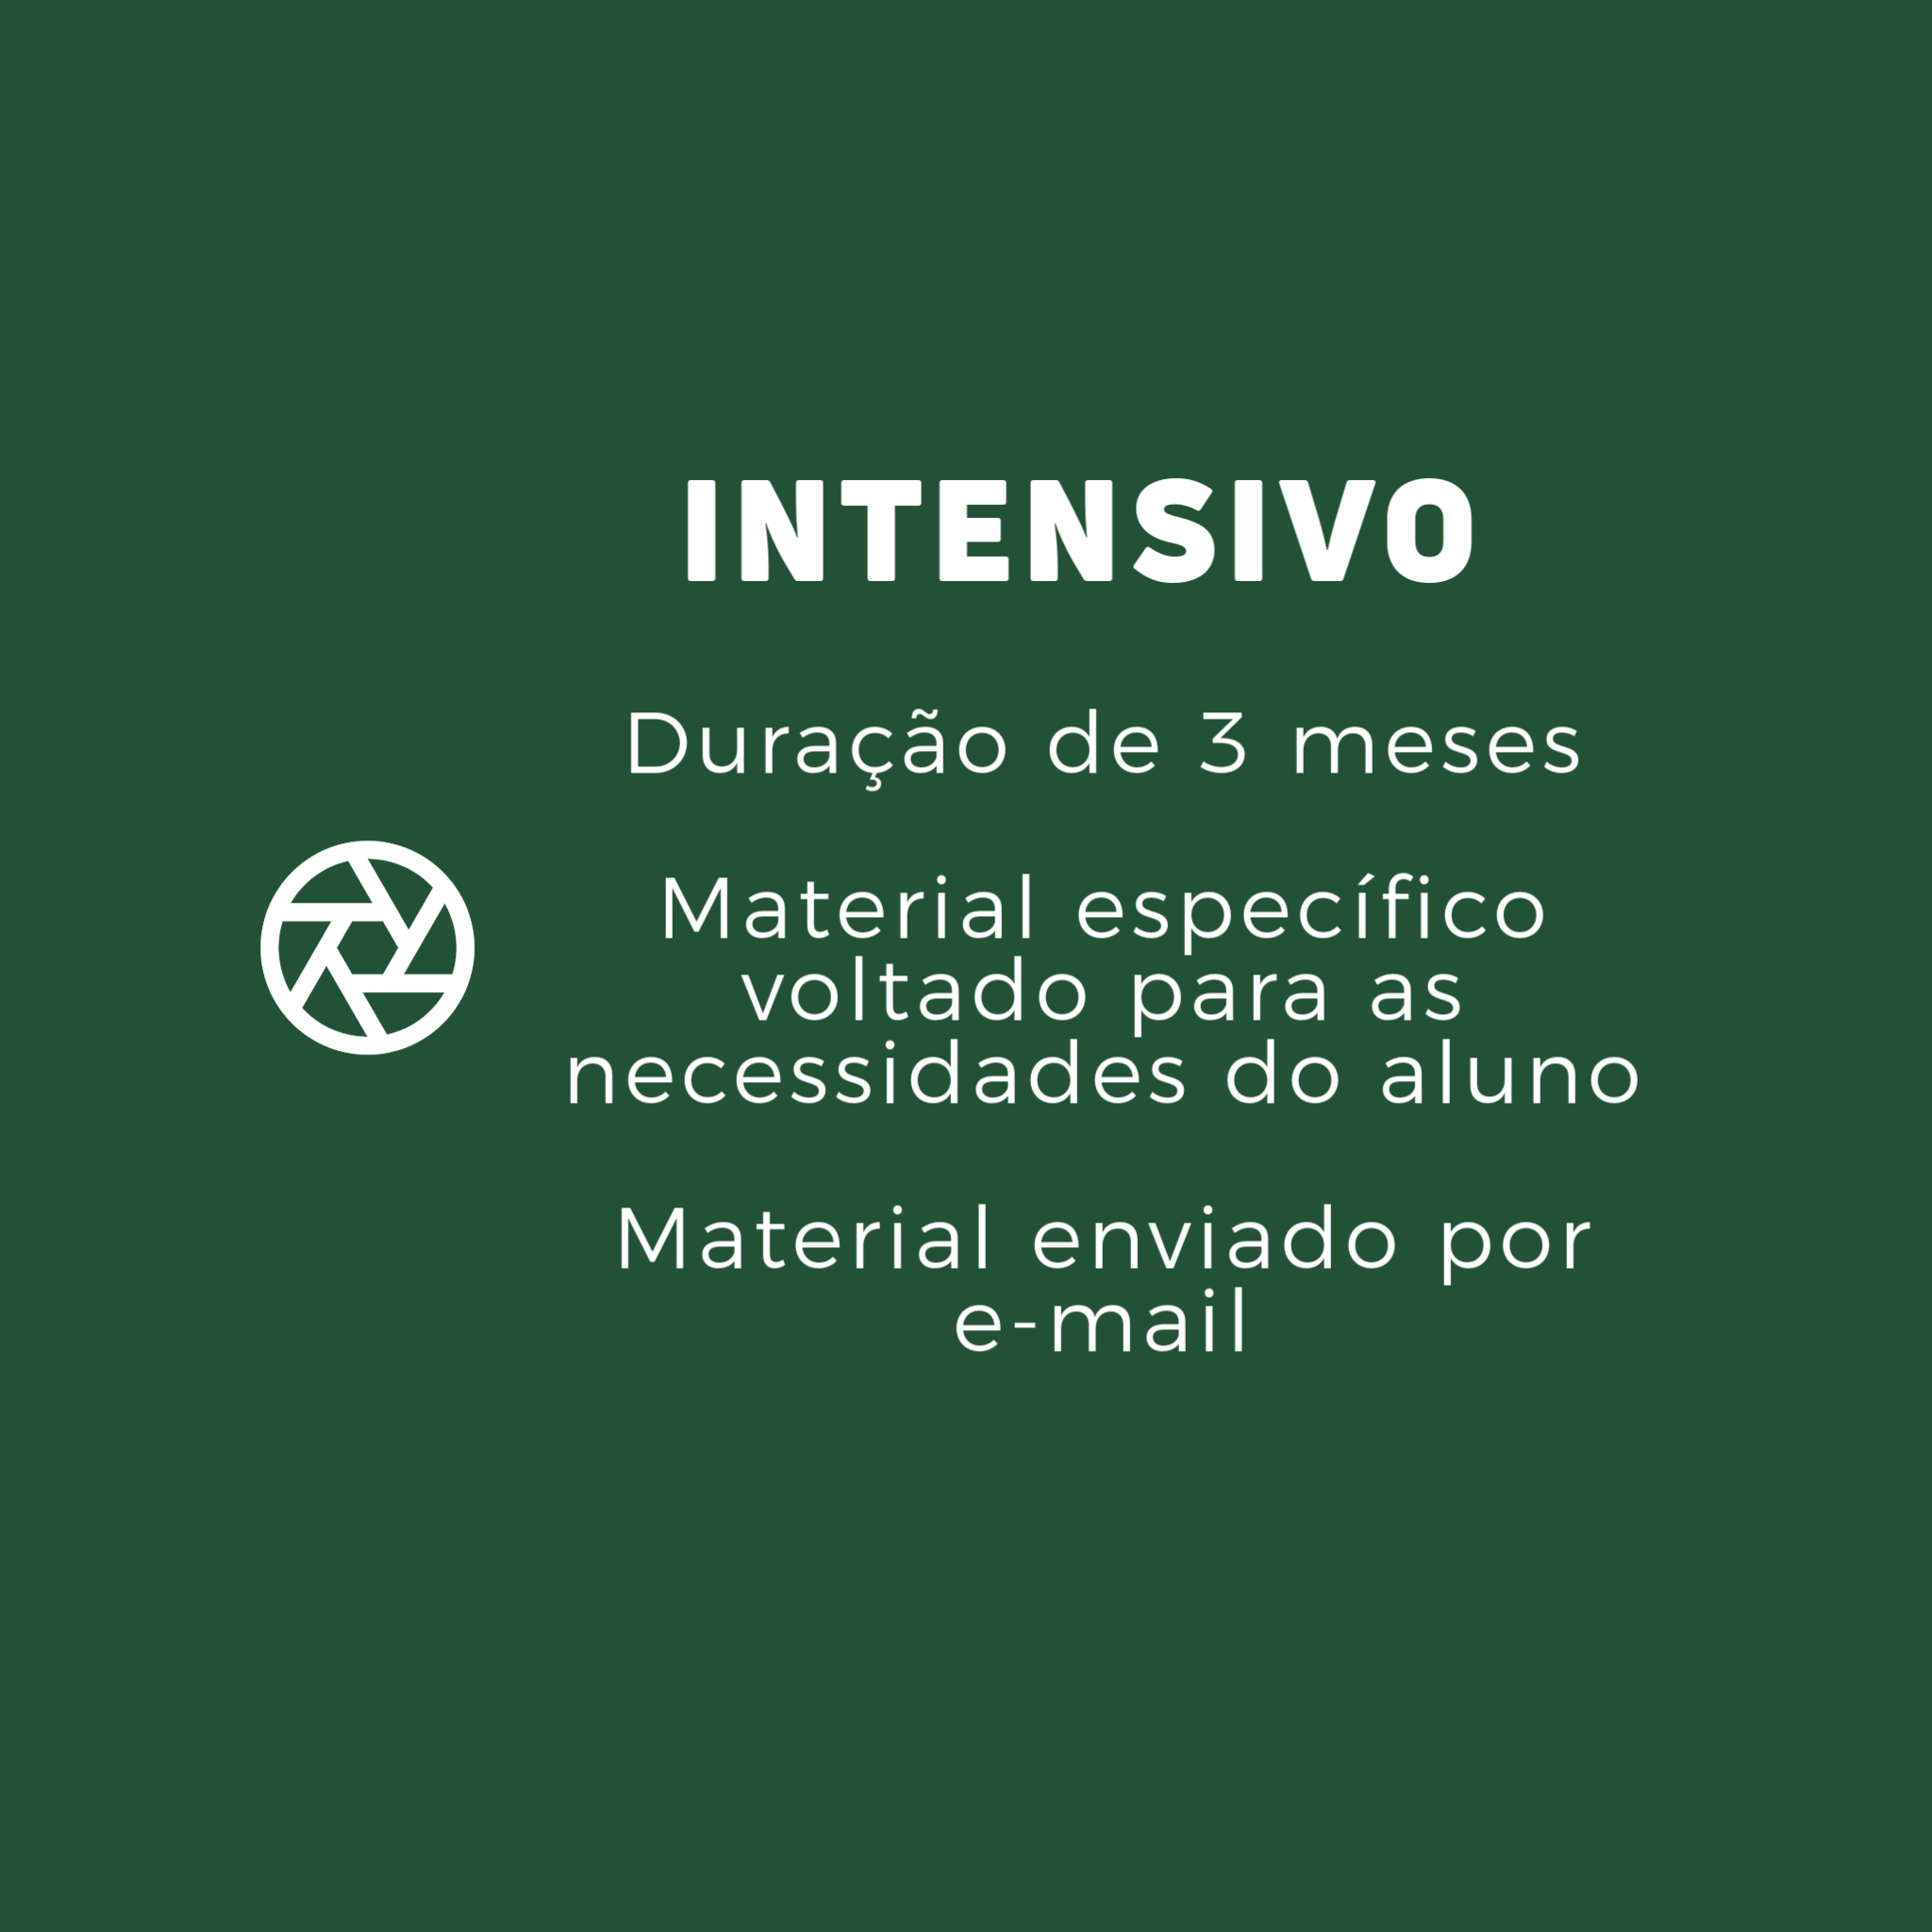 INTENSIVO
Duração de 3 meses
Material específico
voltado para as
necessidades do aluno
Material enviado por
e-mail